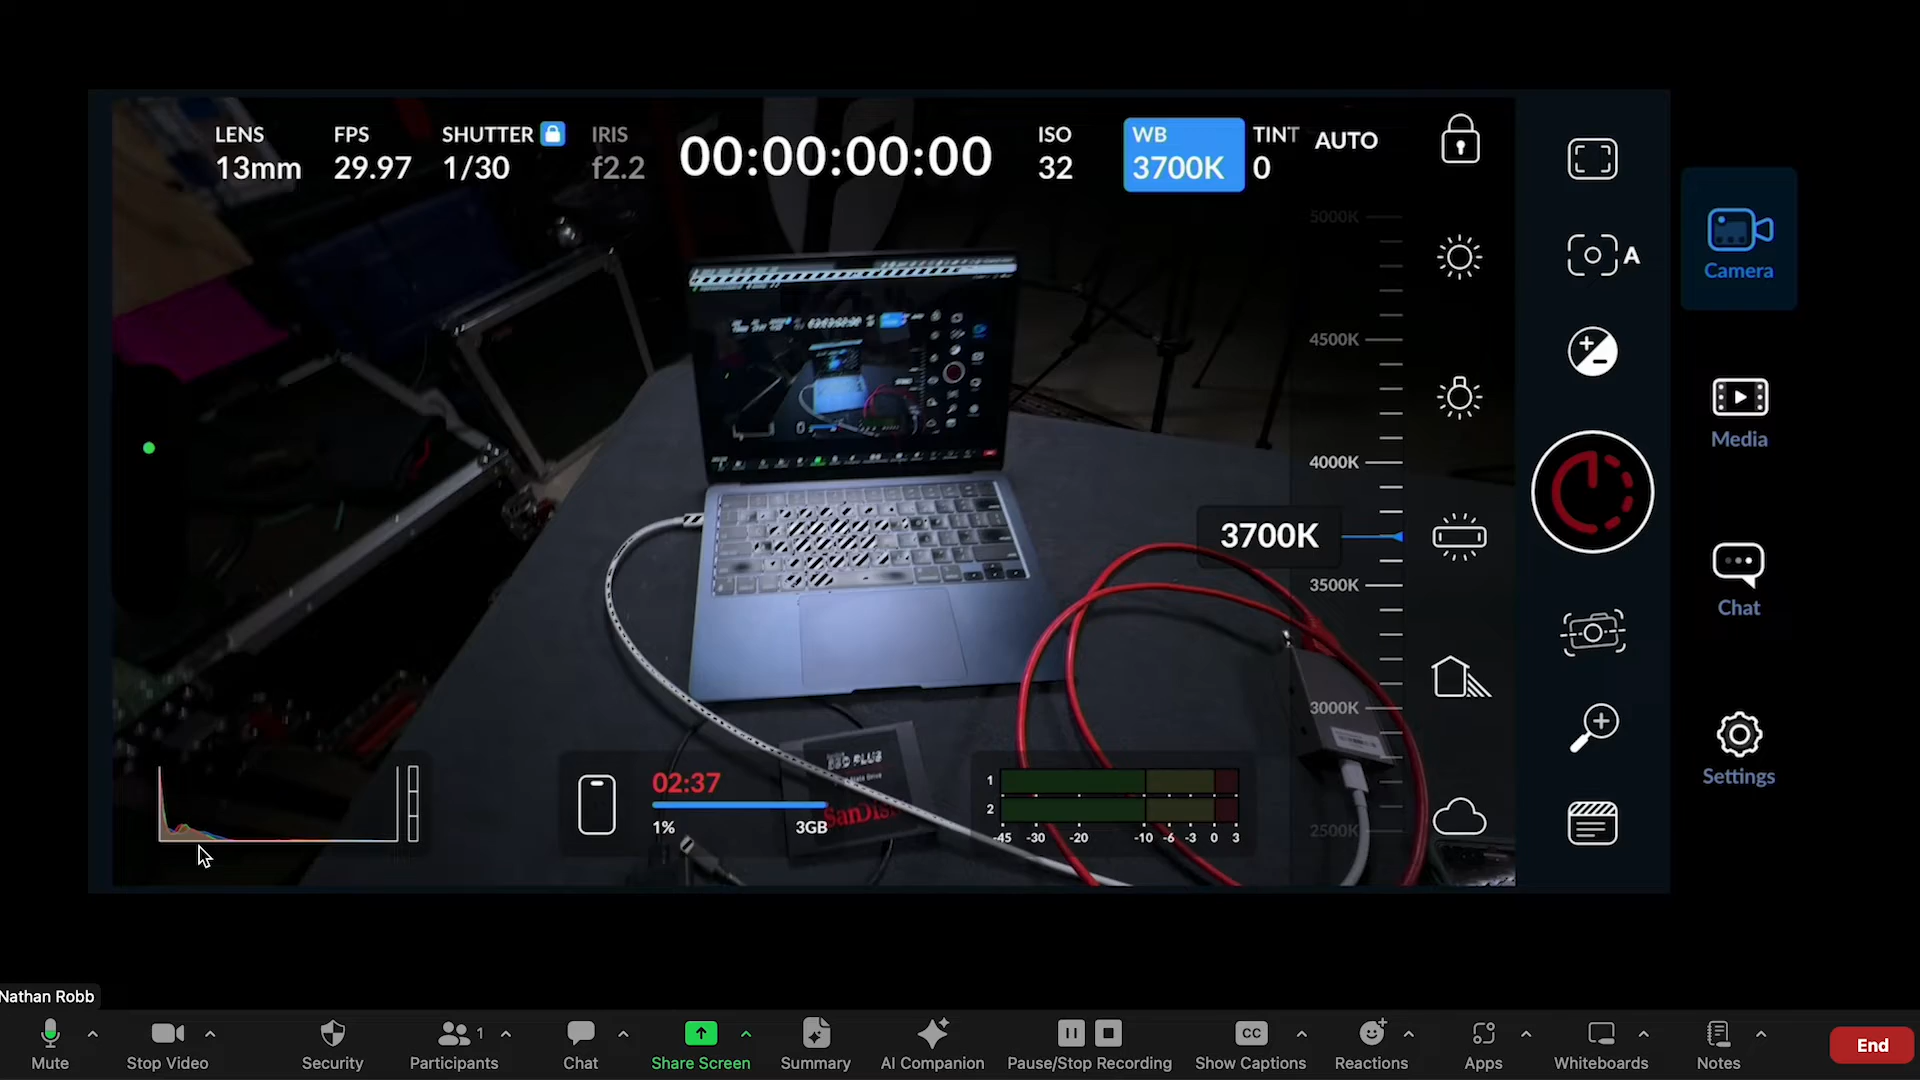 LENS
13mm
FPS
29.97
SHUTTER
1/30
IRIS
f2.2
00:00:00:00
ISO
32
WB
3700K
TINT
0
AUTO
5000K
4500K
4000K
3700K
3500K
3000K
2500K
A
Camera
Media
Chat
Settings
02:37
1%
3GB
SSD PLUS
SanDis
1
2
-45 -30 -20 -10 -6 -3 0 3
Nathan Robb
Mute
Stop Video
Security
Participants
1
Chat
Share Screen
Summary
AI Companion
Pause/Stop Recording
CC
Show Captions
Reactions
Apps
Whiteboards
Notes
End